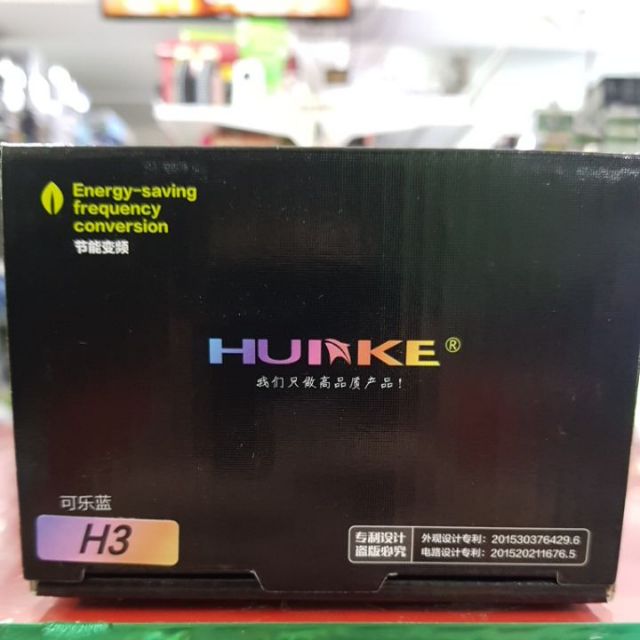 Energy-saving
frequency
conversion
节能变频
HUNKE®
我们只做高品质产品!
可乐蓝
H3
专利设计
盗版必究
外观设计专利: 201530376429.6
电路设计专利: 201520211676.5